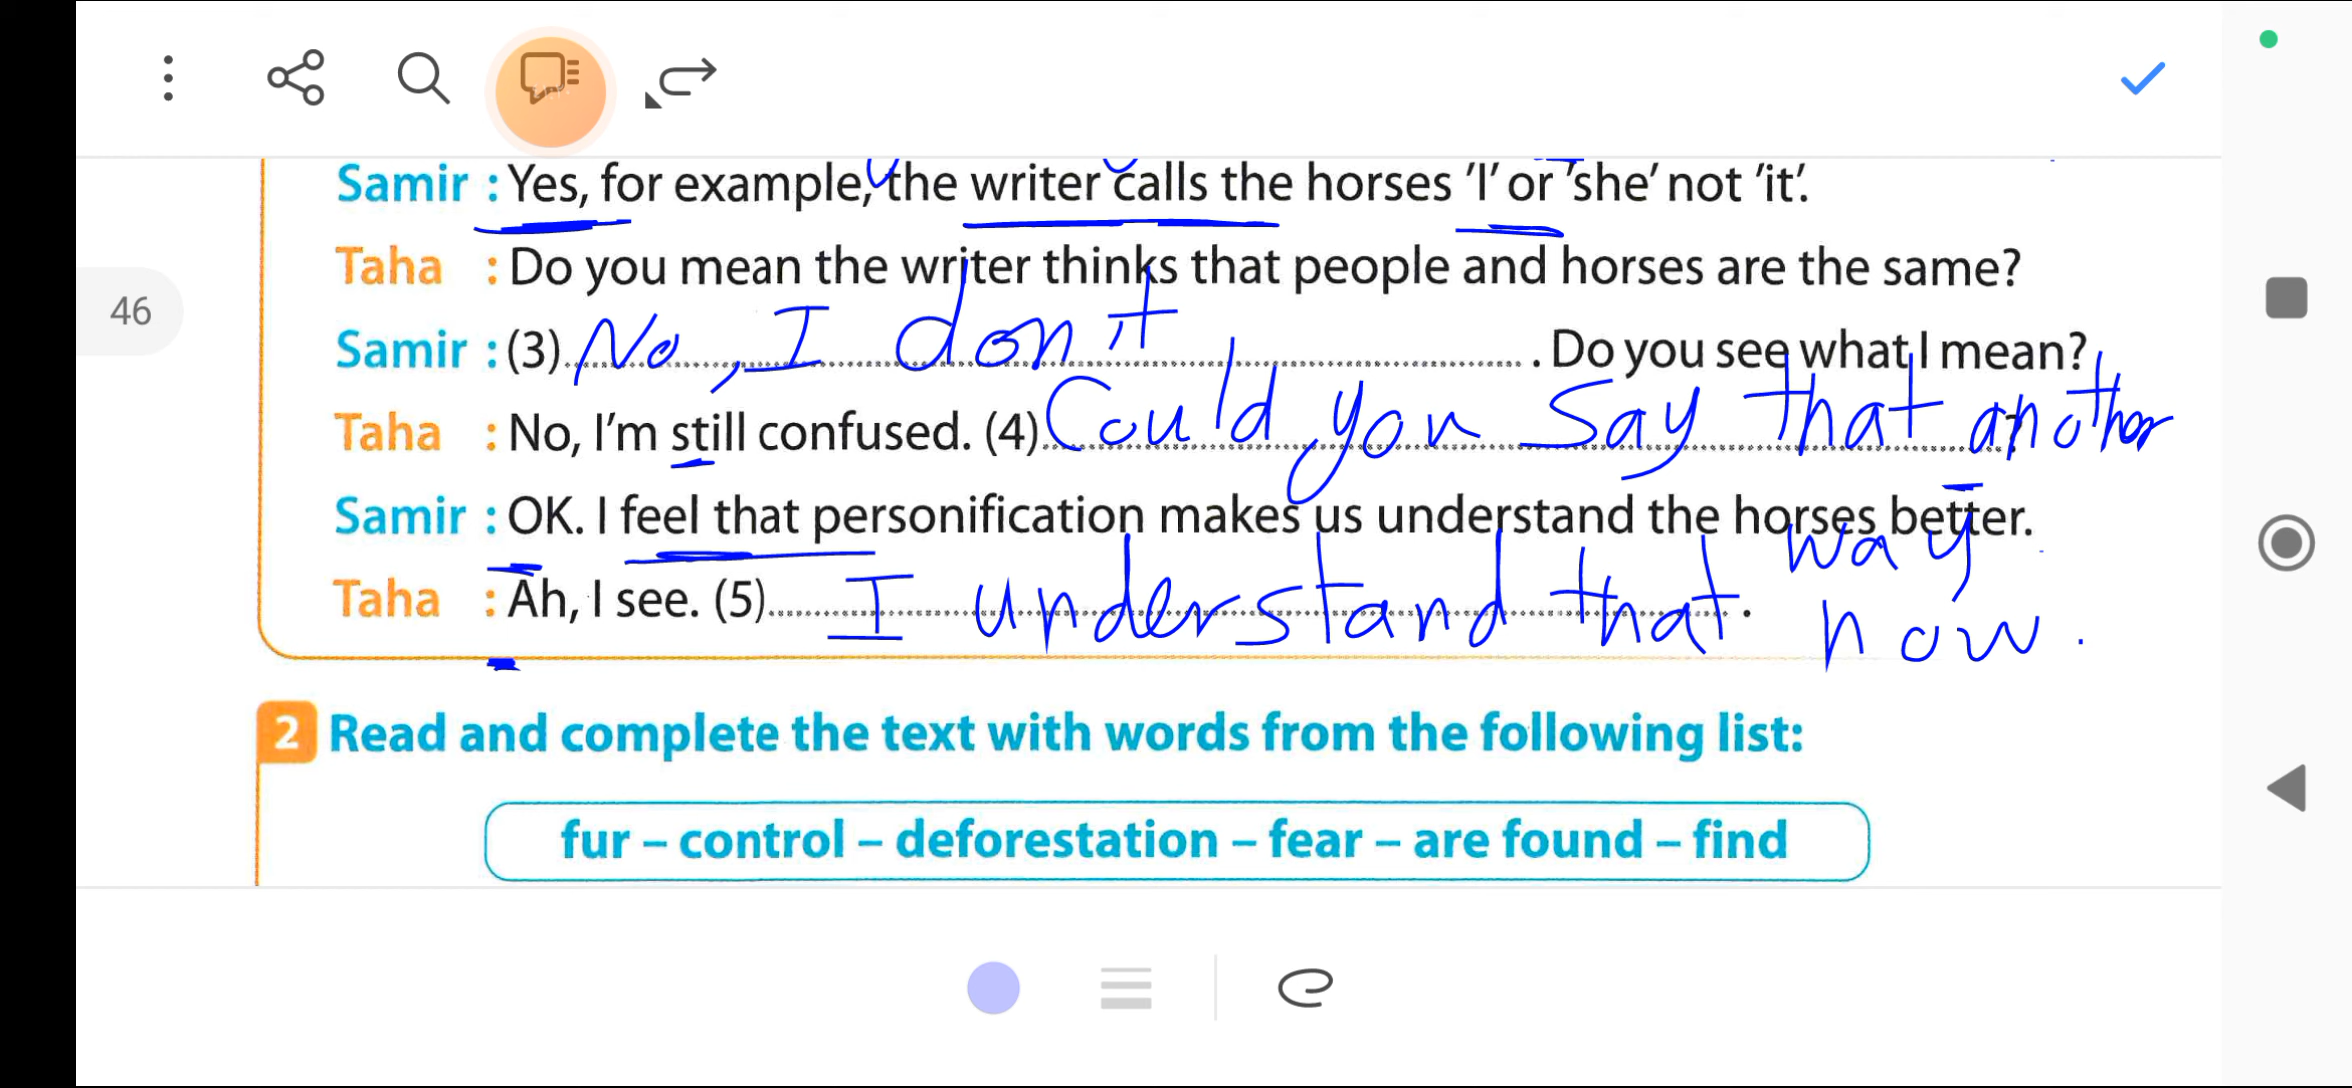 Samir : Yes, for example, the writer calls the horses 'I' or 'she' not 'it'.
Taha : Do you mean the writer thinks that people and horses are the same?
46
Samir : (3) No, I don't . Do you see what I mean?
Taha : No, I'm still confused. (4) Could you say that another ?
way
Samir : OK. I feel that personification makes us understand the horses better.
Taha : Ah, I see. (5) I understand that now.
2 Read and complete the text with words from the following list:
fur – control – deforestation – fear – are found – find